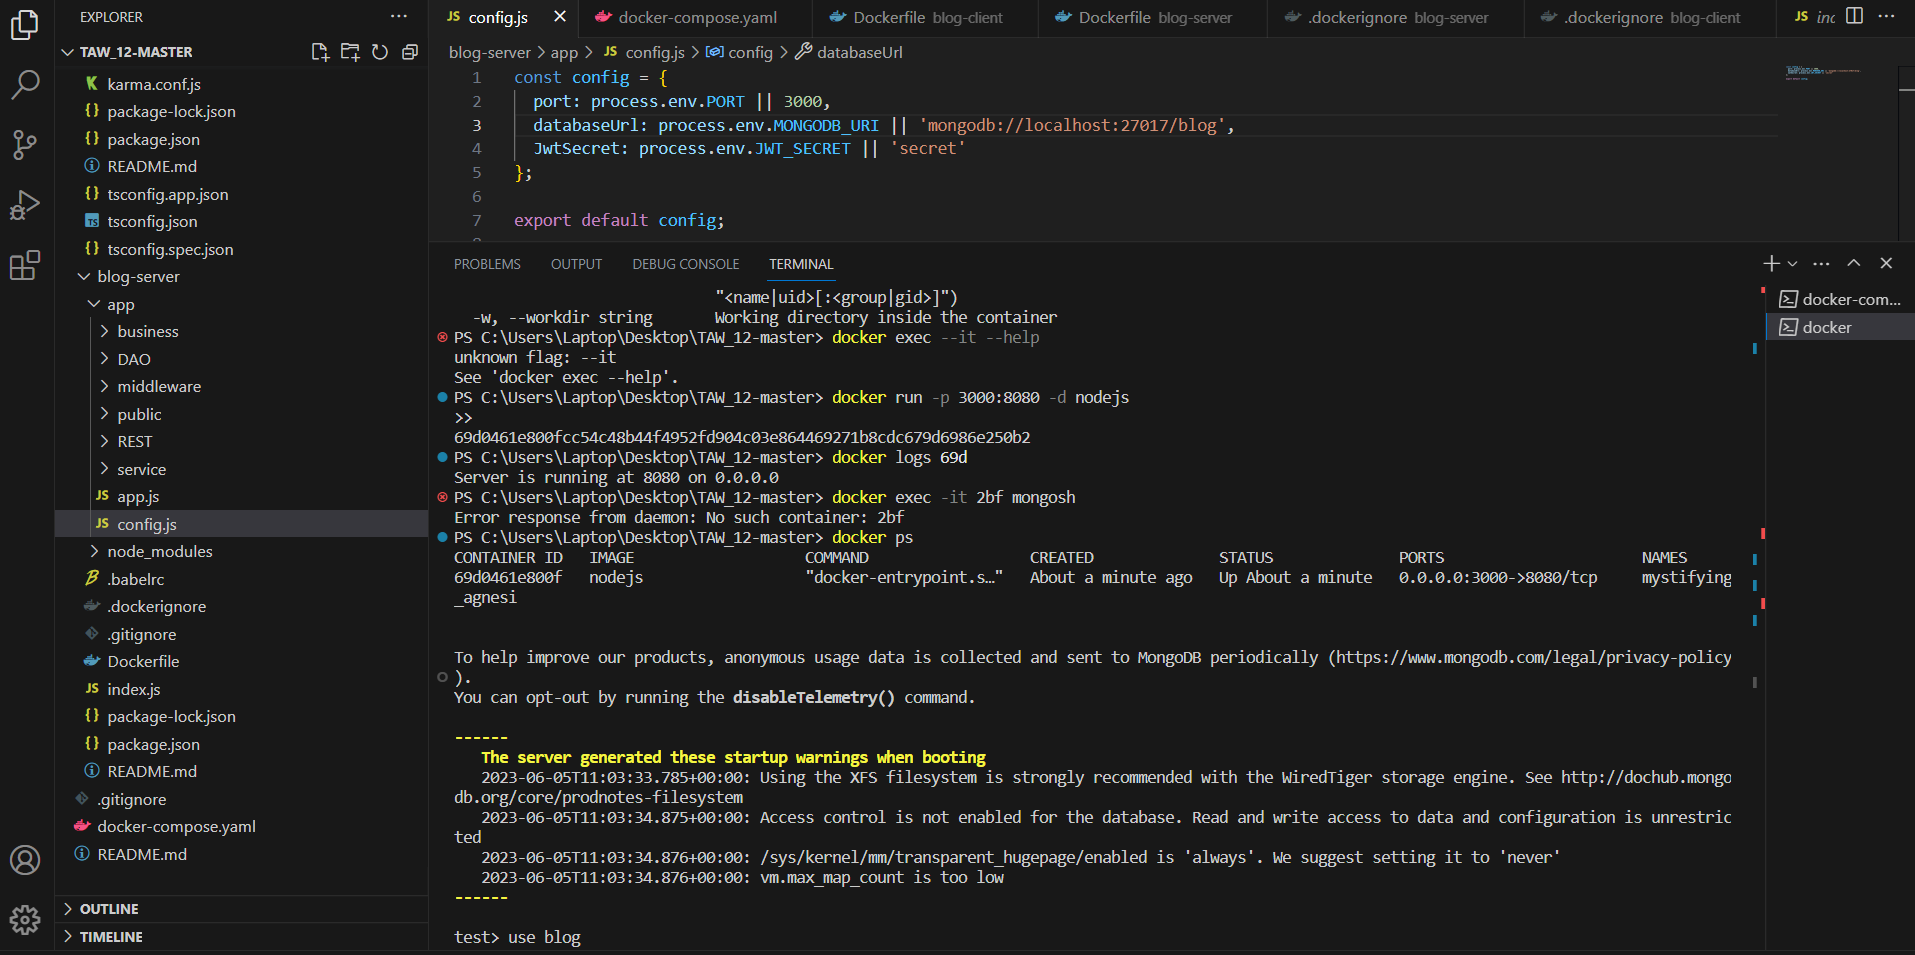 EXPLORER
TAW_12-MASTER
karma.conf.js
package-lock.json
package.json
README.md
tsconfig.app.json
tsconfig.json
tsconfig.spec.json
blog-server
app
business
DAO
middleware
public
REST
service
app.js
config.js
node_modules
.babelrc
.dockerignore
.gitignore
Dockerfile
index.js
package-lock.json
package.json
README.md
.gitignore
docker-compose.yaml
README.md
OUTLINE
TIMELINE
JS config.js docker-compose.yaml Dockerfile blog-client Dockerfile blog-server .dockerignore blog-server .dockerignore blog-client JS
blog-server > app > JS config.js > config > databaseUrl
1 const config = {
2 port: process.env.PORT || 3000,
3 databaseUrl: process.env.MONGODB_URI || 'mongodb://localhost:27017/blog',
4 JwtSecret: process.env.JWT_SECRET || 'secret'
5 };
6
7 export default config;
PROBLEMS OUTPUT DEBUG CONSOLE TERMINAL
"<name|uid>[:<group|gid>]")
-w, --workdir string Working directory inside the container
PS C:\Users\Laptop\Desktop\TAW_12-master> docker exec --it --help
unknown flag: --it
See 'docker exec --help'.
PS C:\Users\Laptop\Desktop\TAW_12-master> docker run -p 3000:8080 -d nodejs
>>
69d0461e800fcc54c48b44f4952fd904c03e864469271b8cdc679d6986e250b2
PS C:\Users\Laptop\Desktop\TAW_12-master> docker logs 69d
Server is running at 8080 on 0.0.0.0
PS C:\Users\Laptop\Desktop\TAW_12-master> docker exec -it 2bf mongosh
Error response from daemon: No such container: 2bf
PS C:\Users\Laptop\Desktop\TAW_12-master> docker ps
CONTAINER ID IMAGE COMMAND CREATED STATUS PORTS NAMES
69d0461e800f nodejs "docker-entrypoint.s…" About a minute ago Up About a minute 0.0.0.0:3000->8080/tcp mystifying
_agnesi
To help improve our products, anonymous usage data is collected and sent to MongoDB periodically (https://www.mongodb.com/legal/privacy-policy
).
You can opt-out by running the disableTelemetry() command.
------
The server generated these startup warnings when booting
2023-06-05T11:03:33.785+00:00: Using the XFS filesystem is strongly recommended with the WiredTiger storage engine. See http://dochub.mongo
db.org/core/prodnotes-filesystem
2023-06-05T11:03:34.875+00:00: Access control is not enabled for the database. Read and write access to data and configuration is unrestric
ted
2023-06-05T11:03:34.876+00:00: /sys/kernel/mm/transparent_hugepage/enabled is 'always'. We suggest setting it to 'never'
2023-06-05T11:03:34.876+00:00: vm.max_map_count is too low
------
test> use blog
docker-com...
docker